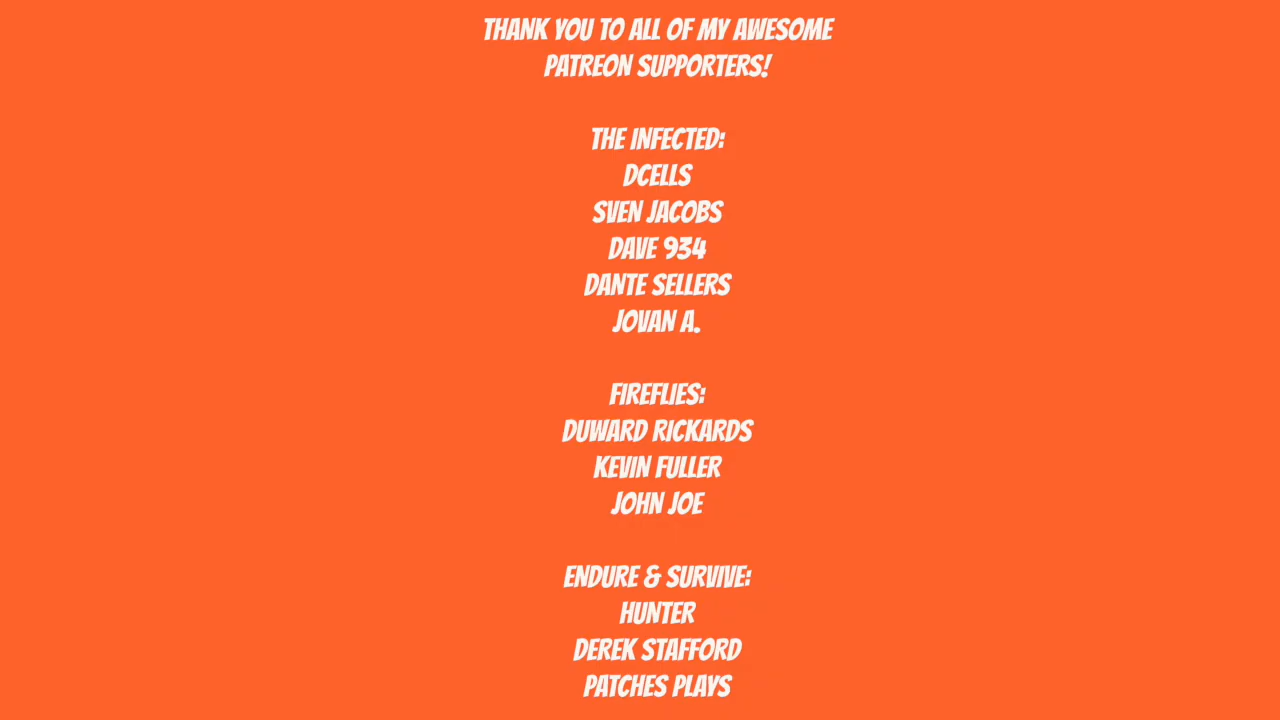 THANK YOU TO ALL OF MY AWESOME
PATREON SUPPORTERS!
THE INFECTED:
DCELLS
SVEN JACOBS
DAVE 934
DANTE SELLERS
JOVAN A.
FIREFLIES:
DUWARD RICKARDS
KEVIN FULLER
JOHN JOE
ENDURE & SURVIVE:
HUNTER
DEREK STAFFORD
PATCHES PLAYS